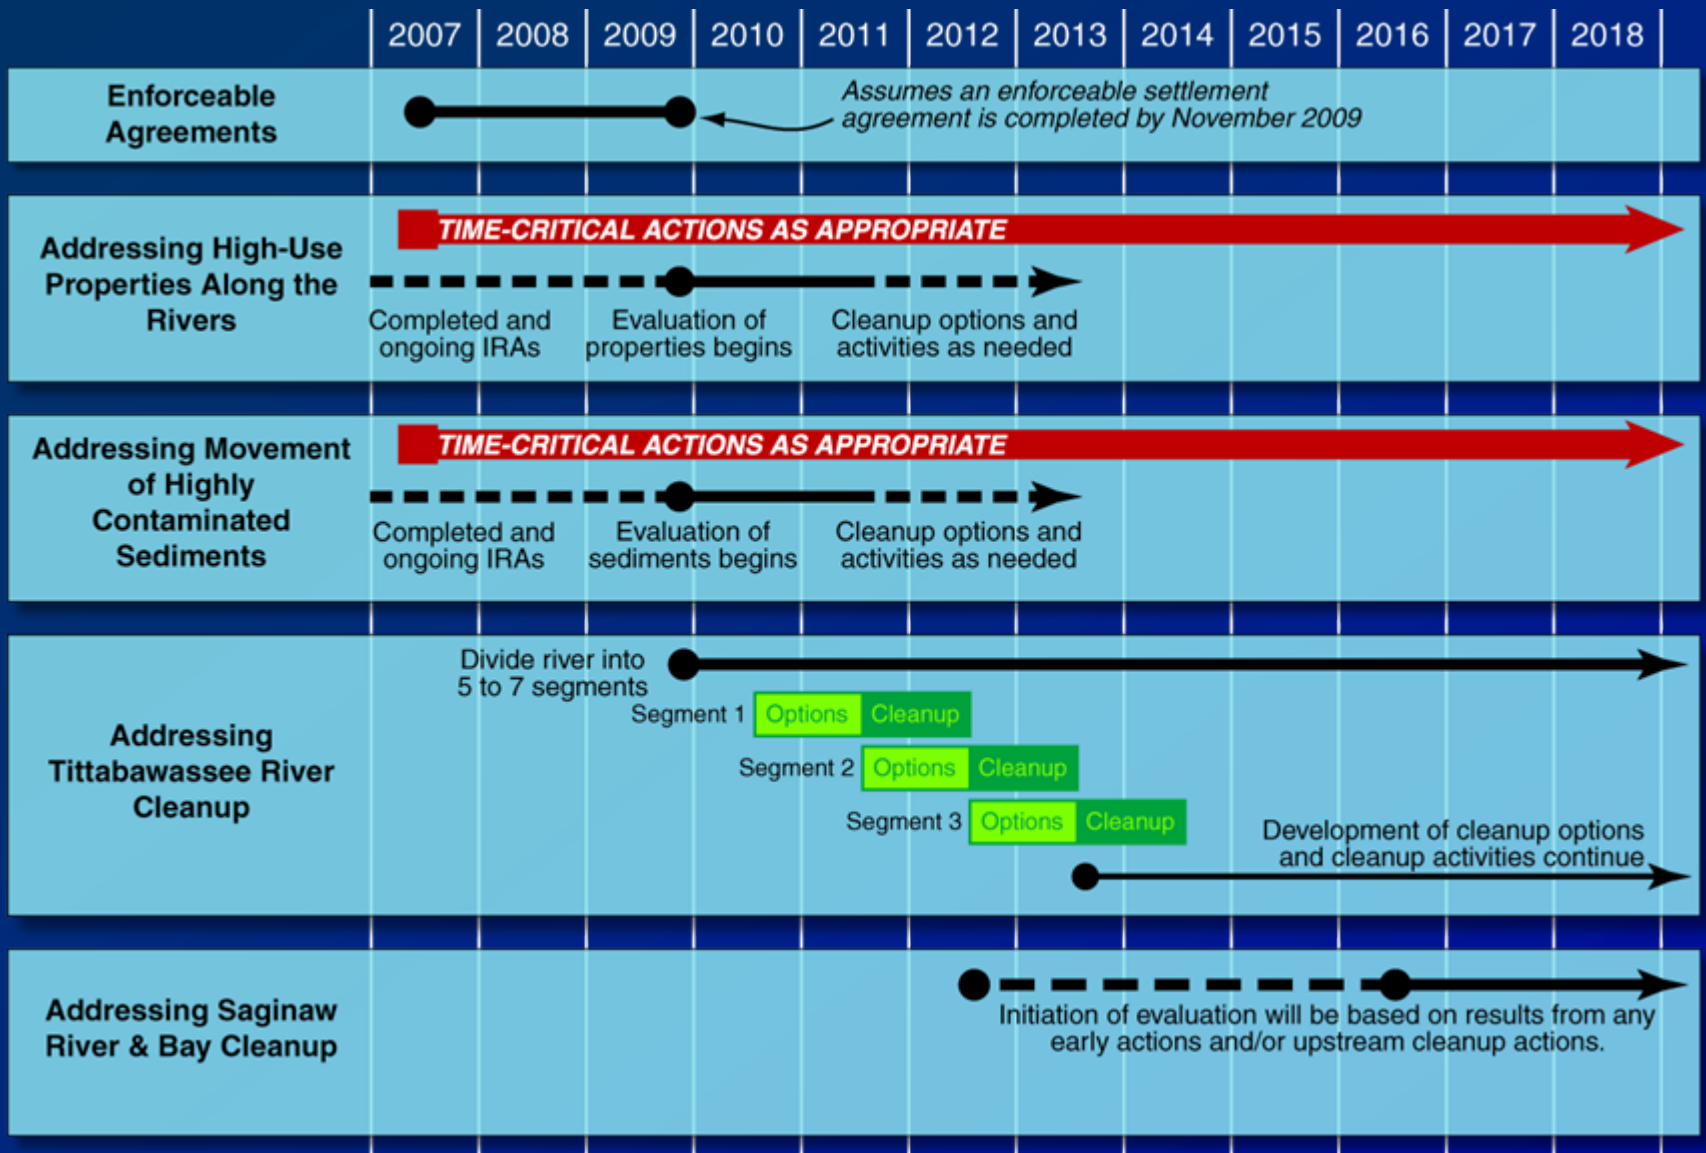 2007 2008 2009 2010 2011 2012 2013 2014 2015 2016 2017 2018
Enforceable
Agreements
Assumes an enforceable settlement
agreement is completed by November 2009
Addressing High-Use
Properties Along the
Rivers
TIME-CRITICAL ACTIONS AS APPROPRIATE
Completed and
ongoing IRAs
Evaluation of
properties begins
Cleanup options and
activities as needed
Addressing Movement
of Highly
Contaminated
Sediments
TIME-CRITICAL ACTIONS AS APPROPRIATE
Completed and
ongoing IRAs
Evaluation of
sediments begins
Cleanup options and
activities as needed
Addressing
Tittabawassee River
Cleanup
Divide river into
5 to 7 segments
Segment 1 Options Cleanup
Segment 2 Options Cleanup
Segment 3 Options Cleanup
Development of cleanup options
and cleanup activities continue
Addressing Saginaw
River & Bay Cleanup
Initiation of evaluation will be based on results from any
early actions and/or upstream cleanup actions.